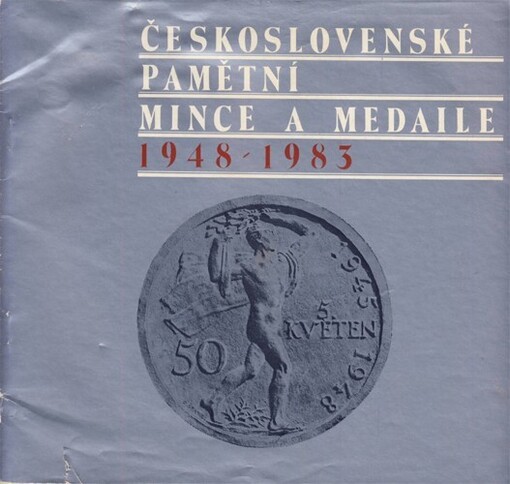 ČESKOSLOVENSKÉ
PAMĚTNÍ
MINCE A MEDAILE
1948-1983
1945
5.
KVĚTEN
50
1948